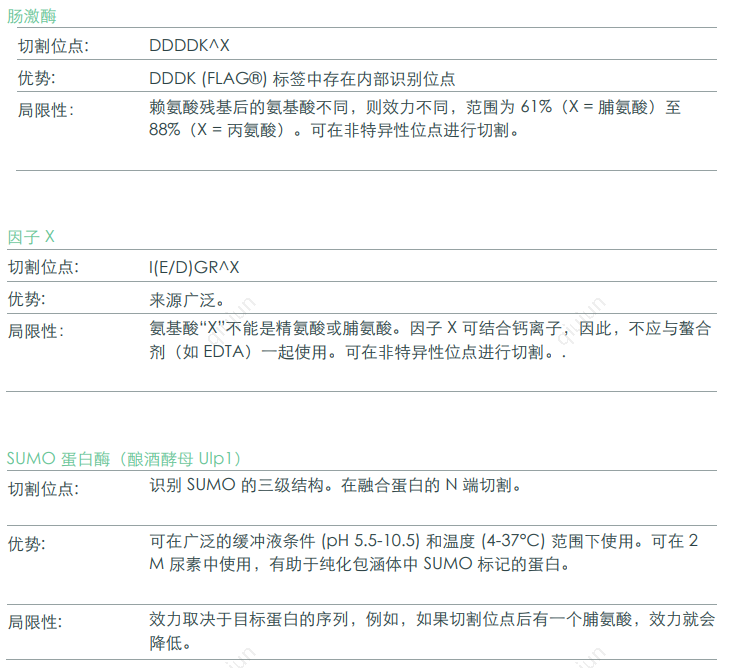 肠激酶
切割位点: DDDDK^X
优势: DDDK (FLAG®) 标签中存在内部识别位点
局限性: 赖氨酸残基后的氨基酸不同，则效力不同，范围为 61%（X = 脯氨酸）至
88%（X = 丙氨酸）。可在非特异性位点进行切割。
因子 X
切割位点: I(E/D)GR^X
优势: 来源广泛。
局限性: 氨基酸“X”不能是精氨酸或脯氨酸。因子 X 可结合钙离子，因此，不应与螯合
剂（如 EDTA）一起使用。可在非特异性位点进行切割。.
SUMO 蛋白酶（酿酒酵母 Ulp1）
切割位点: 识别 SUMO 的三级结构。在融合蛋白的 N 端切割。
优势: 可在广泛的缓冲液条件 (pH 5.5-10.5) 和温度 (4-37°C) 范围下使用。可在 2
M 尿素中使用，有助于纯化包涵体中 SUMO 标记的蛋白。
局限性: 效力取决于目标蛋白的序列，例如，如果切割位点后有一个脯氨酸，效力就会
降低。